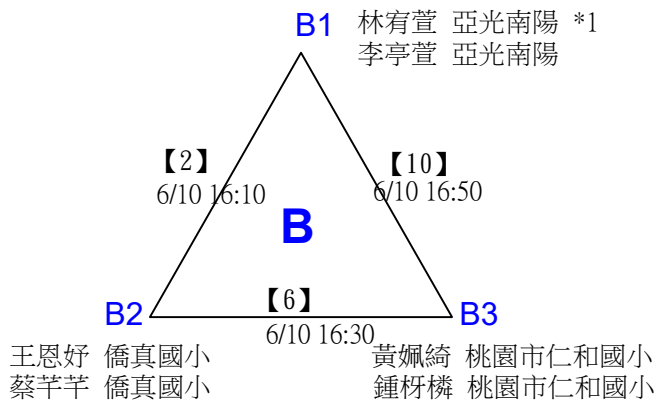 B1 林宥萱 亞光南陽 *1
李亭萱 亞光南陽
【2】 【10】
6/10 16:10 6/10 16:50
B
B2 【6】 B3
6/10 16:30
王恩妤 僑真國小 黃姵綺 桃園市仁和國小
蔡芊芊 僑真國小 鍾枒橉 桃園市仁和國小